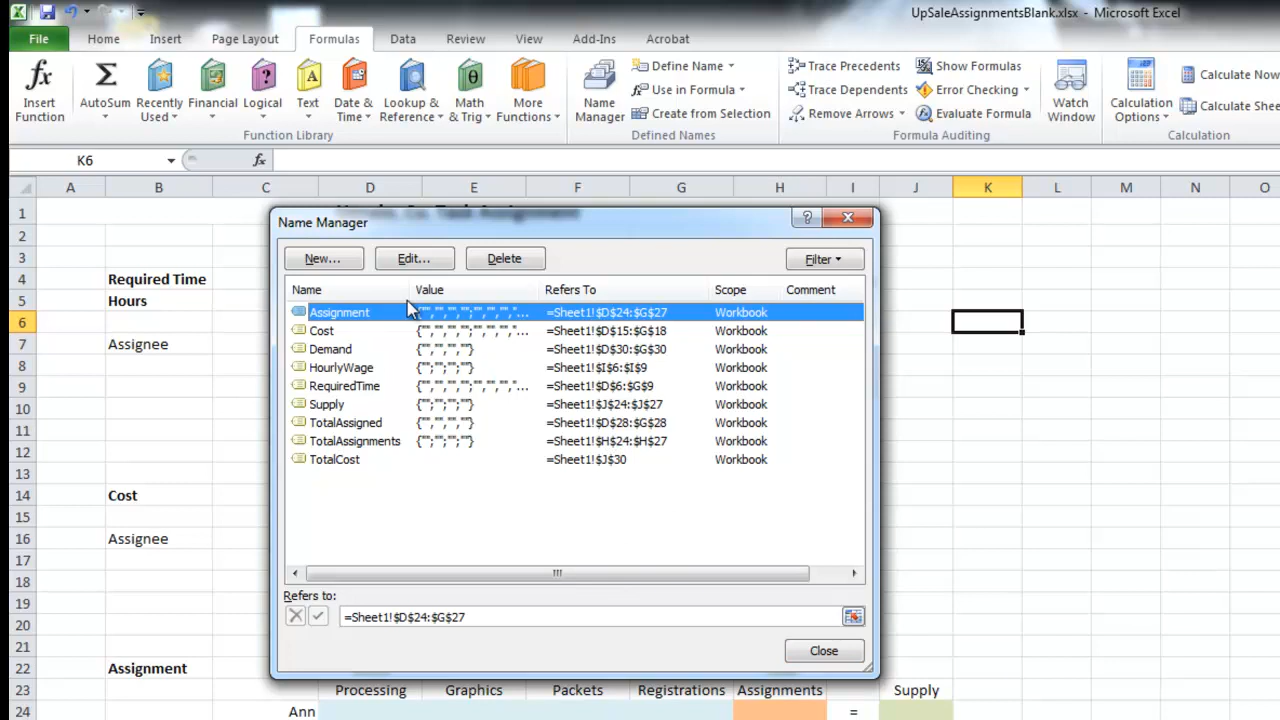 UpSaleAssignmentsBlank.xlsx - Microsoft Excel
File Home Insert Page Layout Formulas Data Review View Add-Ins Acrobat
fx Σ ? A θ
Insert Function AutoSum Recently Used Financial Logical Text Date & Time Lookup & Reference Math & Trig More Functions
Name Manager Define Name Use in Formula Create from Selection
Trace Precedents Show Formulas
Trace Dependents Error Checking
Remove Arrows Evaluate Formula
Watch Window Calculation Options Calculate Now
Calculate Shee
Function Library Defined Names Formula Auditing Calculation
K6 fx
A B C D E F G H I J K L M N O
1 Co. Task Assignment
2
3
4 Required Time
5 Hours
6
7 Assignee
8
9
10
11
12
13
14 Cost
15
16 Assignee
17
18
19
20
21
22 Assignment
23 Processing Graphics Packets Registrations Assignments Supply
24 Ann =
Name Manager
New... Edit... Delete Filter
Name Value Refers To Scope Comment
Assignment {"","","","";"","","","... =Sheet1!$D$24:$G$27 Workbook
Cost {"","","","";"","","","... =Sheet1!$D$15:$G$18 Workbook
Demand {"","","",""} =Sheet1!$D$30:$G$30 Workbook
HourlyWage {"";"";"";""} =Sheet1!$I$6:$I$9 Workbook
RequiredTime {"","","","";"","","","... =Sheet1!$D$6:$G$9 Workbook
Supply {"";"";"";""} =Sheet1!$J$24:$J$27 Workbook
TotalAssigned {"","","",""} =Sheet1!$D$28:$G$28 Workbook
TotalAssignments {"";"";"";""} =Sheet1!$H$24:$H$27 Workbook
TotalCost =Sheet1!$J$30 Workbook
Refers to:
=Sheet1!$D$24:$G$27
Close